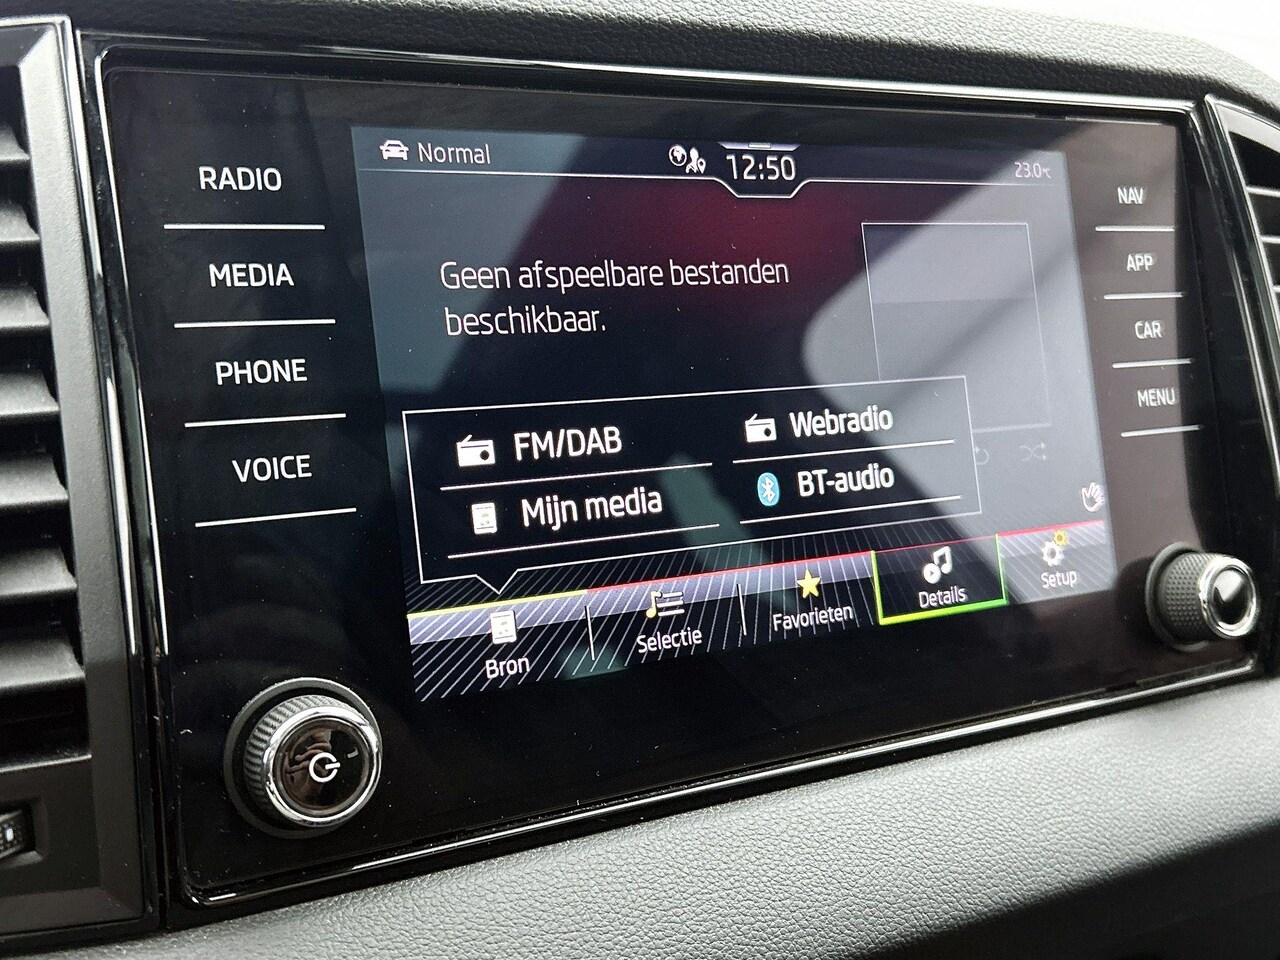 RADIO
MEDIA
PHONE
VOICE
Normal
12:50
23.0°C
Geen afspeelbare bestanden
beschikbaar.
FM/DAB
Webradio
Mijn media
BT-audio
Bron
Selectie
Favorieten
Details
Setup
NAV
APP
CAR
MENU